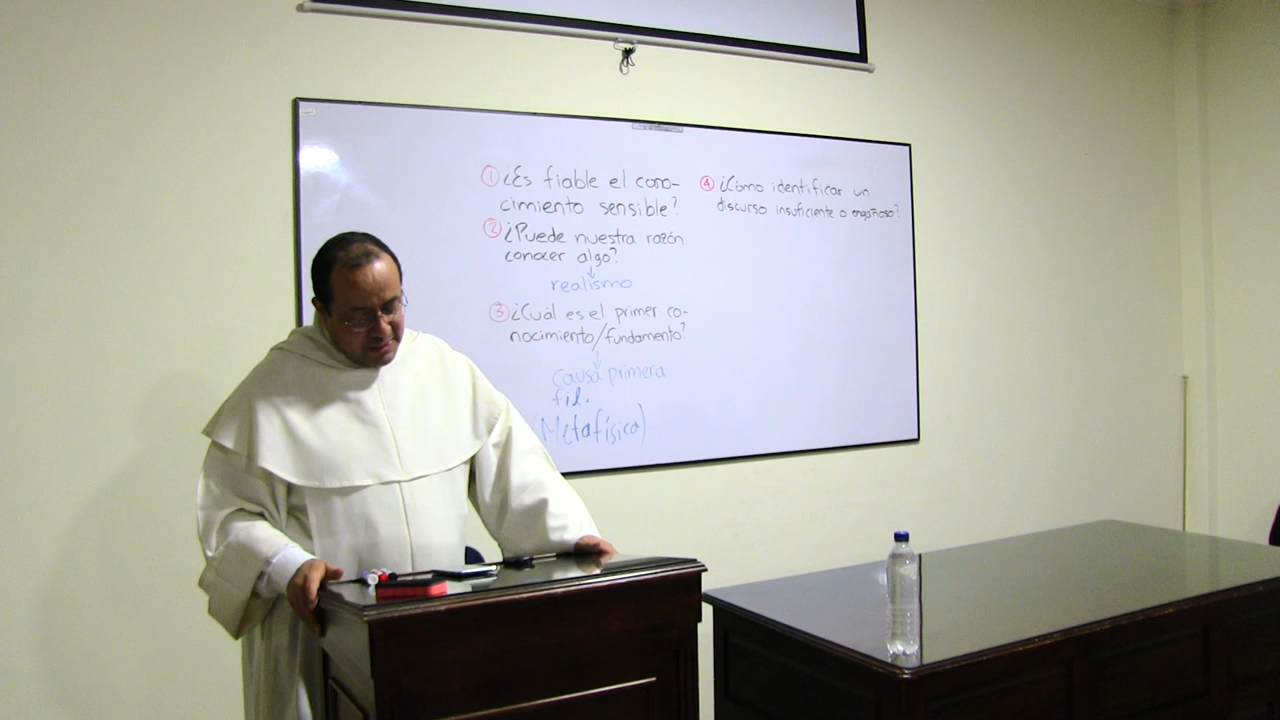 ① ¿Es fiable el cono-
cimiento sensible?
② ¿Puede nuestra razón
conocer algo?
realismo
③ ¿Cuál es el primer co-
nocimiento/fundamento?
causa primera
fil.
(Metafísica)
④ ¿Cómo identificar un
discurso insuficiente o engañoso?